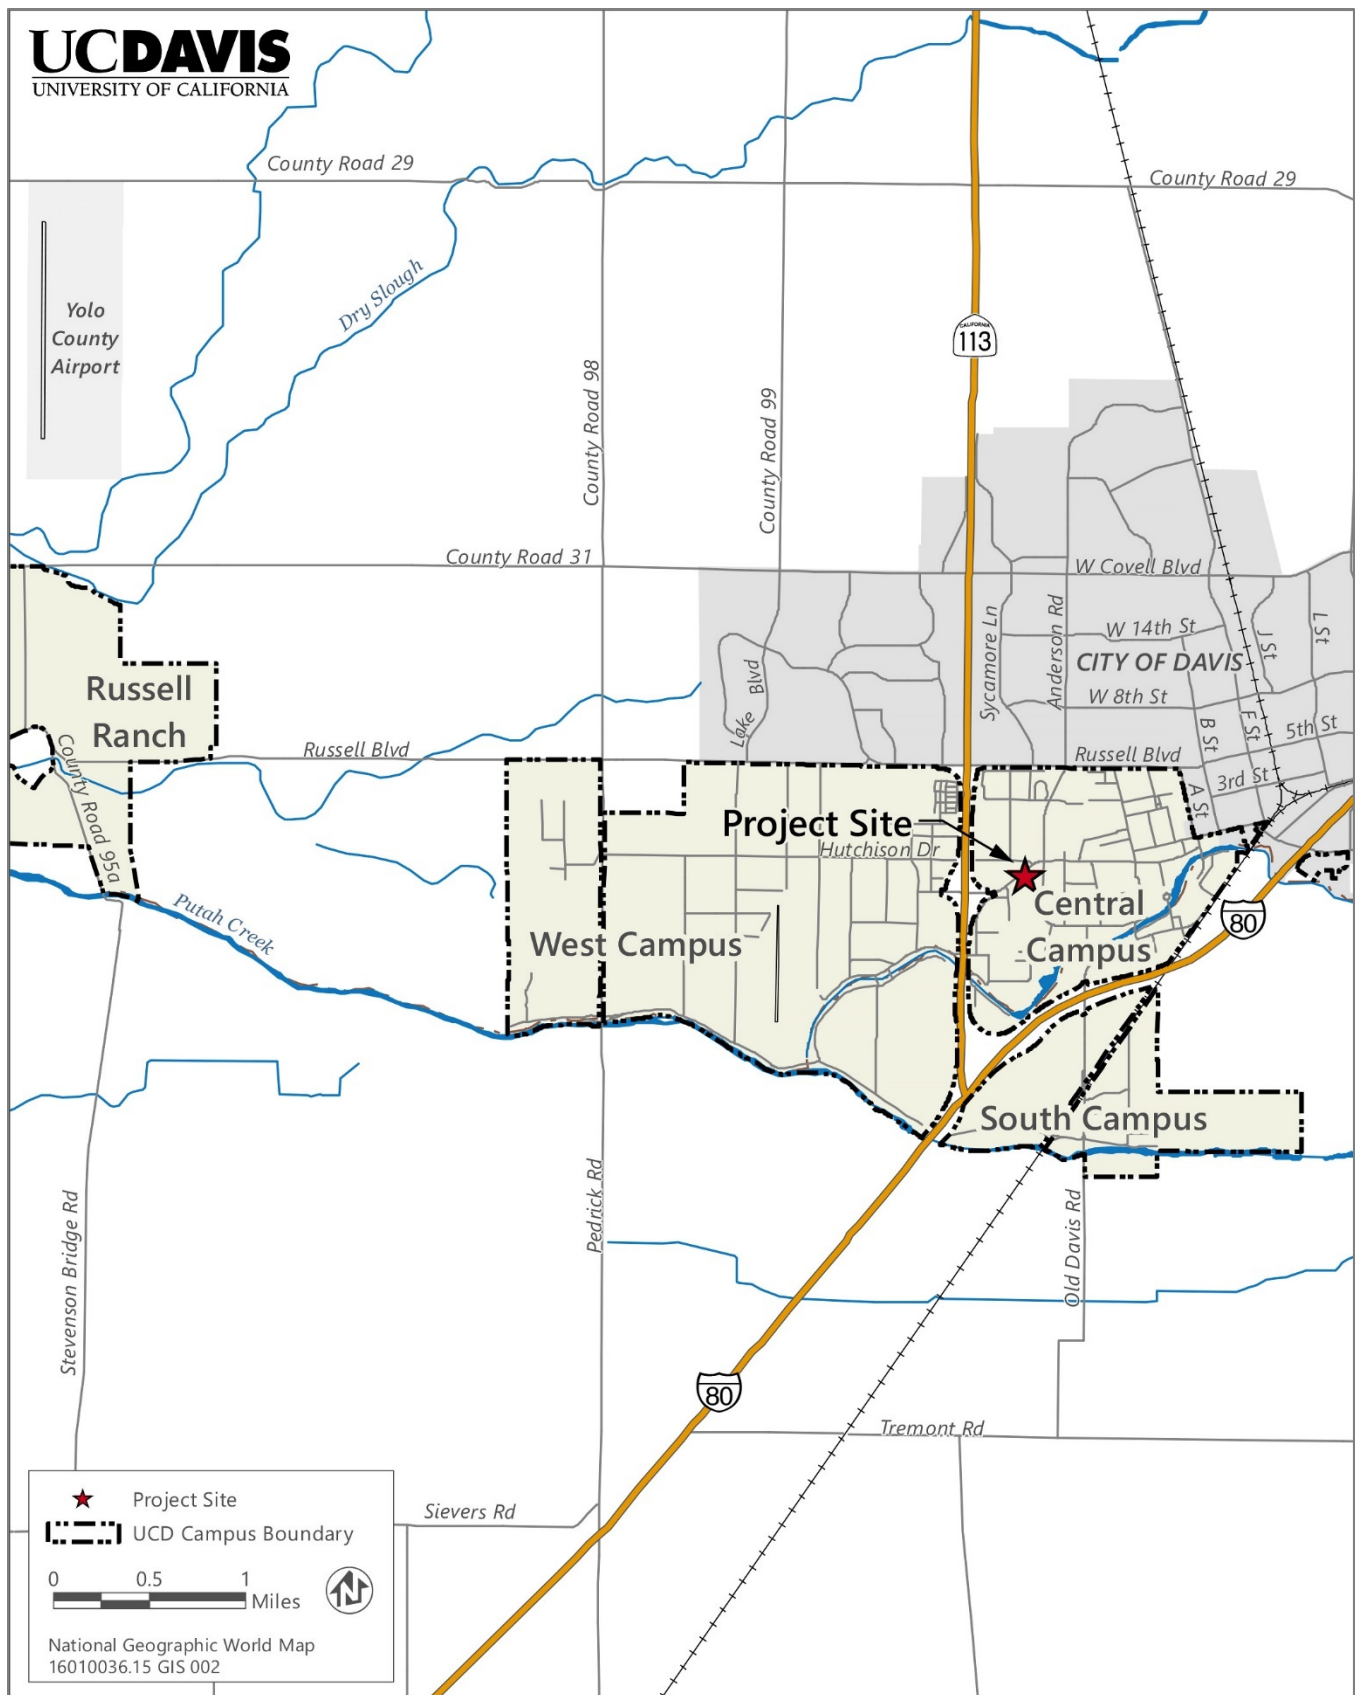 UCDAVIS
UNIVERSITY OF CALIFORNIA
County Road 29
County Road 29
Dry Slough
Yolo
County
Airport
CALIFORNIA
113
County Road 98
County Road 99
County Road 31
W Covell Blvd
Sycamore Ln
Anderson Rd
W 14th St
J St
L St
CITY OF DAVIS
Russell
Ranch
Lake Blvd
W 8th St
B St
F St
5th St
Russell Blvd
Russell Blvd
3rd St
A St
County Road 95a
Project Site
Hutchison Dr
Putah Creek
West Campus
Central
Campus
80
South Campus
Stevenson Bridge Rd
Pedrick Rd
Old Davis Rd
80
Tremont Rd
Sievers Rd
Project Site
UCD Campus Boundary
0 0.5 1
Miles
N
National Geographic World Map
16010036.15 GIS 002